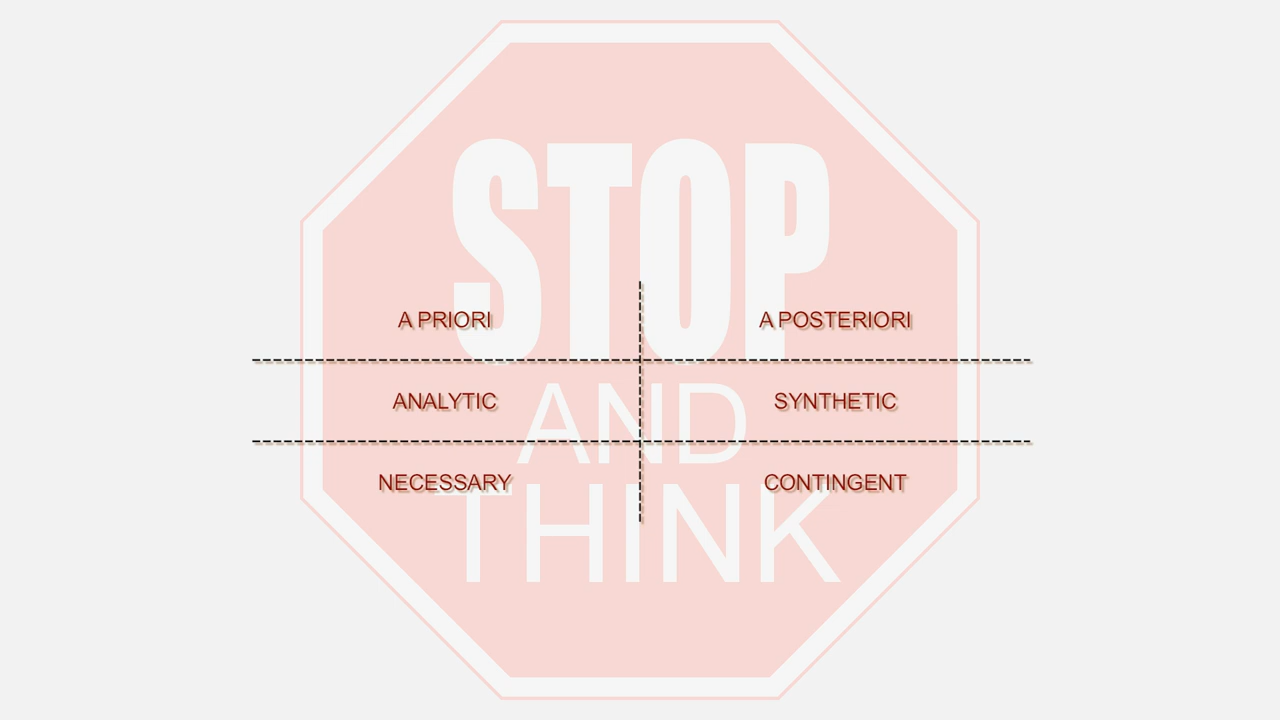 STOP
AND
THINK
A PRIORI A POSTERIORI
ANALYTIC SYNTHETIC
NECESSARY CONTINGENT